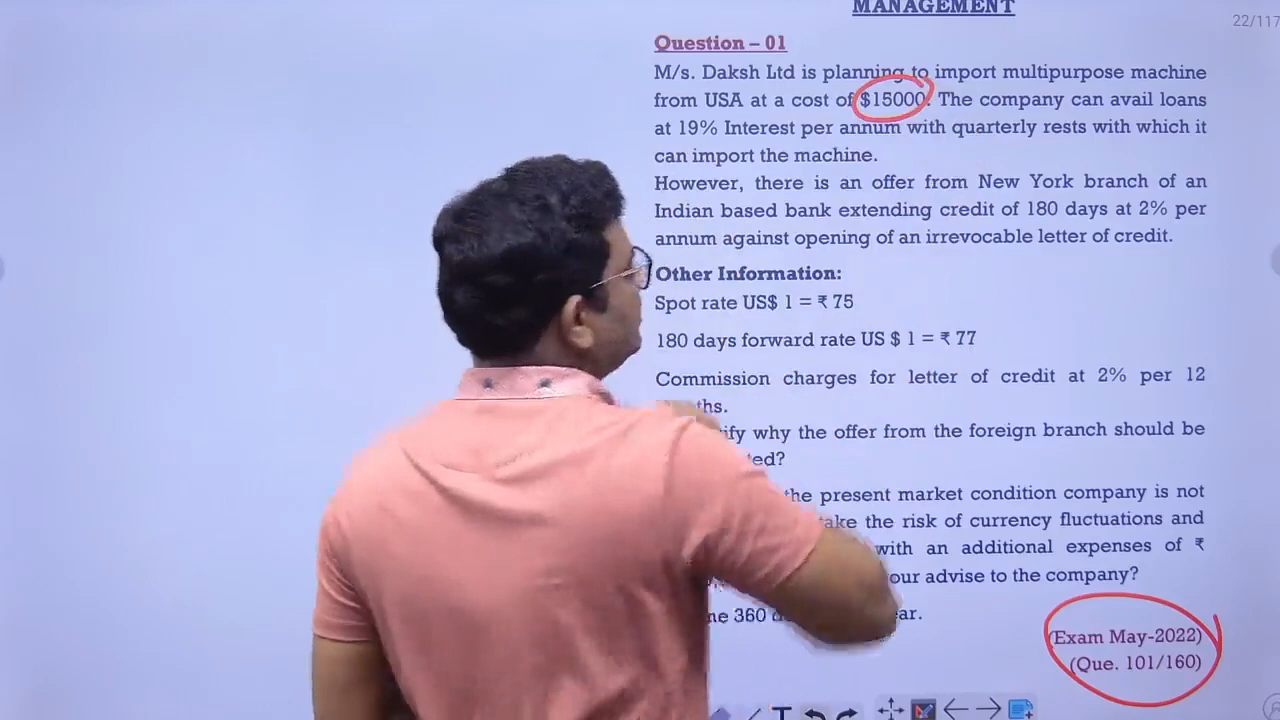 MANAGEMENT
22/117
Question – 01
M/s. Daksh Ltd is planning to import multipurpose machine
from USA at a cost of $15000. The company can avail loans
at 19% Interest per annum with quarterly rests with which it
can import the machine.
However, there is an offer from New York branch of an
Indian based bank extending credit of 180 days at 2% per
annum against opening of an irrevocable letter of credit.
Other Information:
Spot rate US$ 1 = ₹ 75
180 days forward rate US $ 1 = ₹ 77
Commission charges for letter of credit at 2% per 12
ths.
ify why the offer from the foreign branch should be
ed?
the present market condition company is not
ake the risk of currency fluctuations and
with an additional expenses of ₹
our advise to the company?
ne 360 ar.
(Exam May-2022)
(Que. 101/160)
T